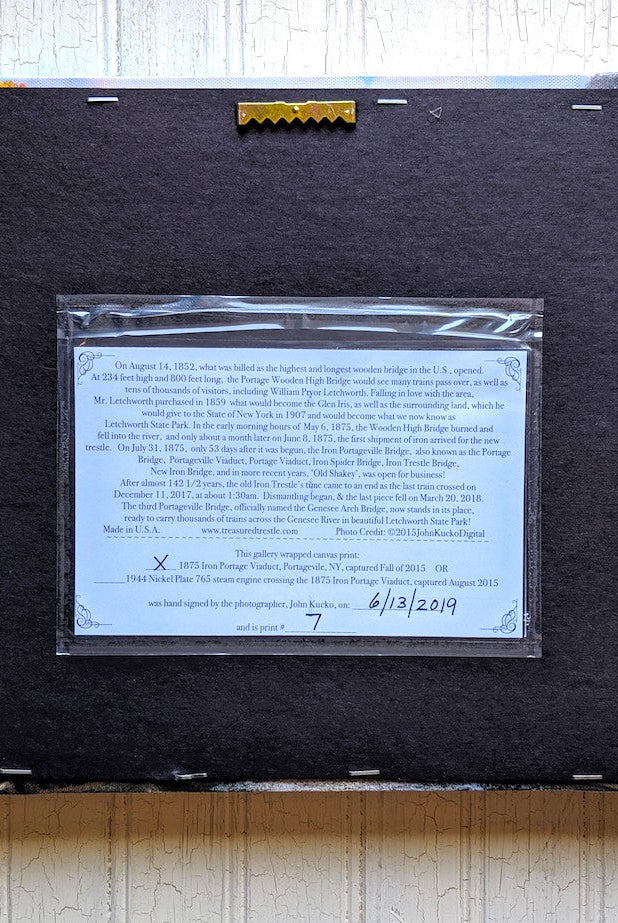 On August 14, 1852, what was billed as the highest and longest wooden bridge in the U.S., opened.
At 234 feet high and 800 feet long, the Portage Wooden High Bridge would see many trains pass over, as well as
tens of thousands of visitors, including William Pryor Letchworth. Falling in love with the area,
Mr. Letchworth purchased in 1859 what would become the Glen Iris, as well as the surrounding land, which he
would give to the State of New York in 1907 and would become what we now know as
Letchworth State Park. In the early morning hours of May 6, 1875, the Wooden High Bridge burned and
fell into the river, and only about a month later on June 8, 1875, the first shipment of iron arrived for the new
trestle. On July 31, 1875, only 53 days after it was begun, the Iron Portageville Bridge, also known as the Portage
Bridge, Portageville Viaduct, Portage Viaduct, Iron Spider Bridge, Iron Trestle Bridge,
New Iron Bridge, and in more recent years, "Old Shakey", was open for business!
After almost 142 1/2 years, the old Iron Trestle's time came to an end as the last train crossed on
December 11, 2017, at about 1:30am. Dismantling began, & the last piece fell on March 20, 2018.
The third Portageville Bridge, officially named the Genesee Arch Bridge, now stands in its place,
ready to carry thousands of trains across the Genesee River in beautiful Letchworth State Park!
Made in U.S.A. www.treasuredtrestle.com Photo Credit: ©2015JohnKuckoDigital
This gallery wrapped canvas print:
X 1875 Iron Portage Viaduct, Portageville, NY, captured Fall of 2015 OR
1944 Nickel Plate 765 steam engine crossing the 1875 Iron Portage Viaduct, captured August 2015
was hand signed by the photographer, John Kucko, on: 6/13/2019
and is print # 7